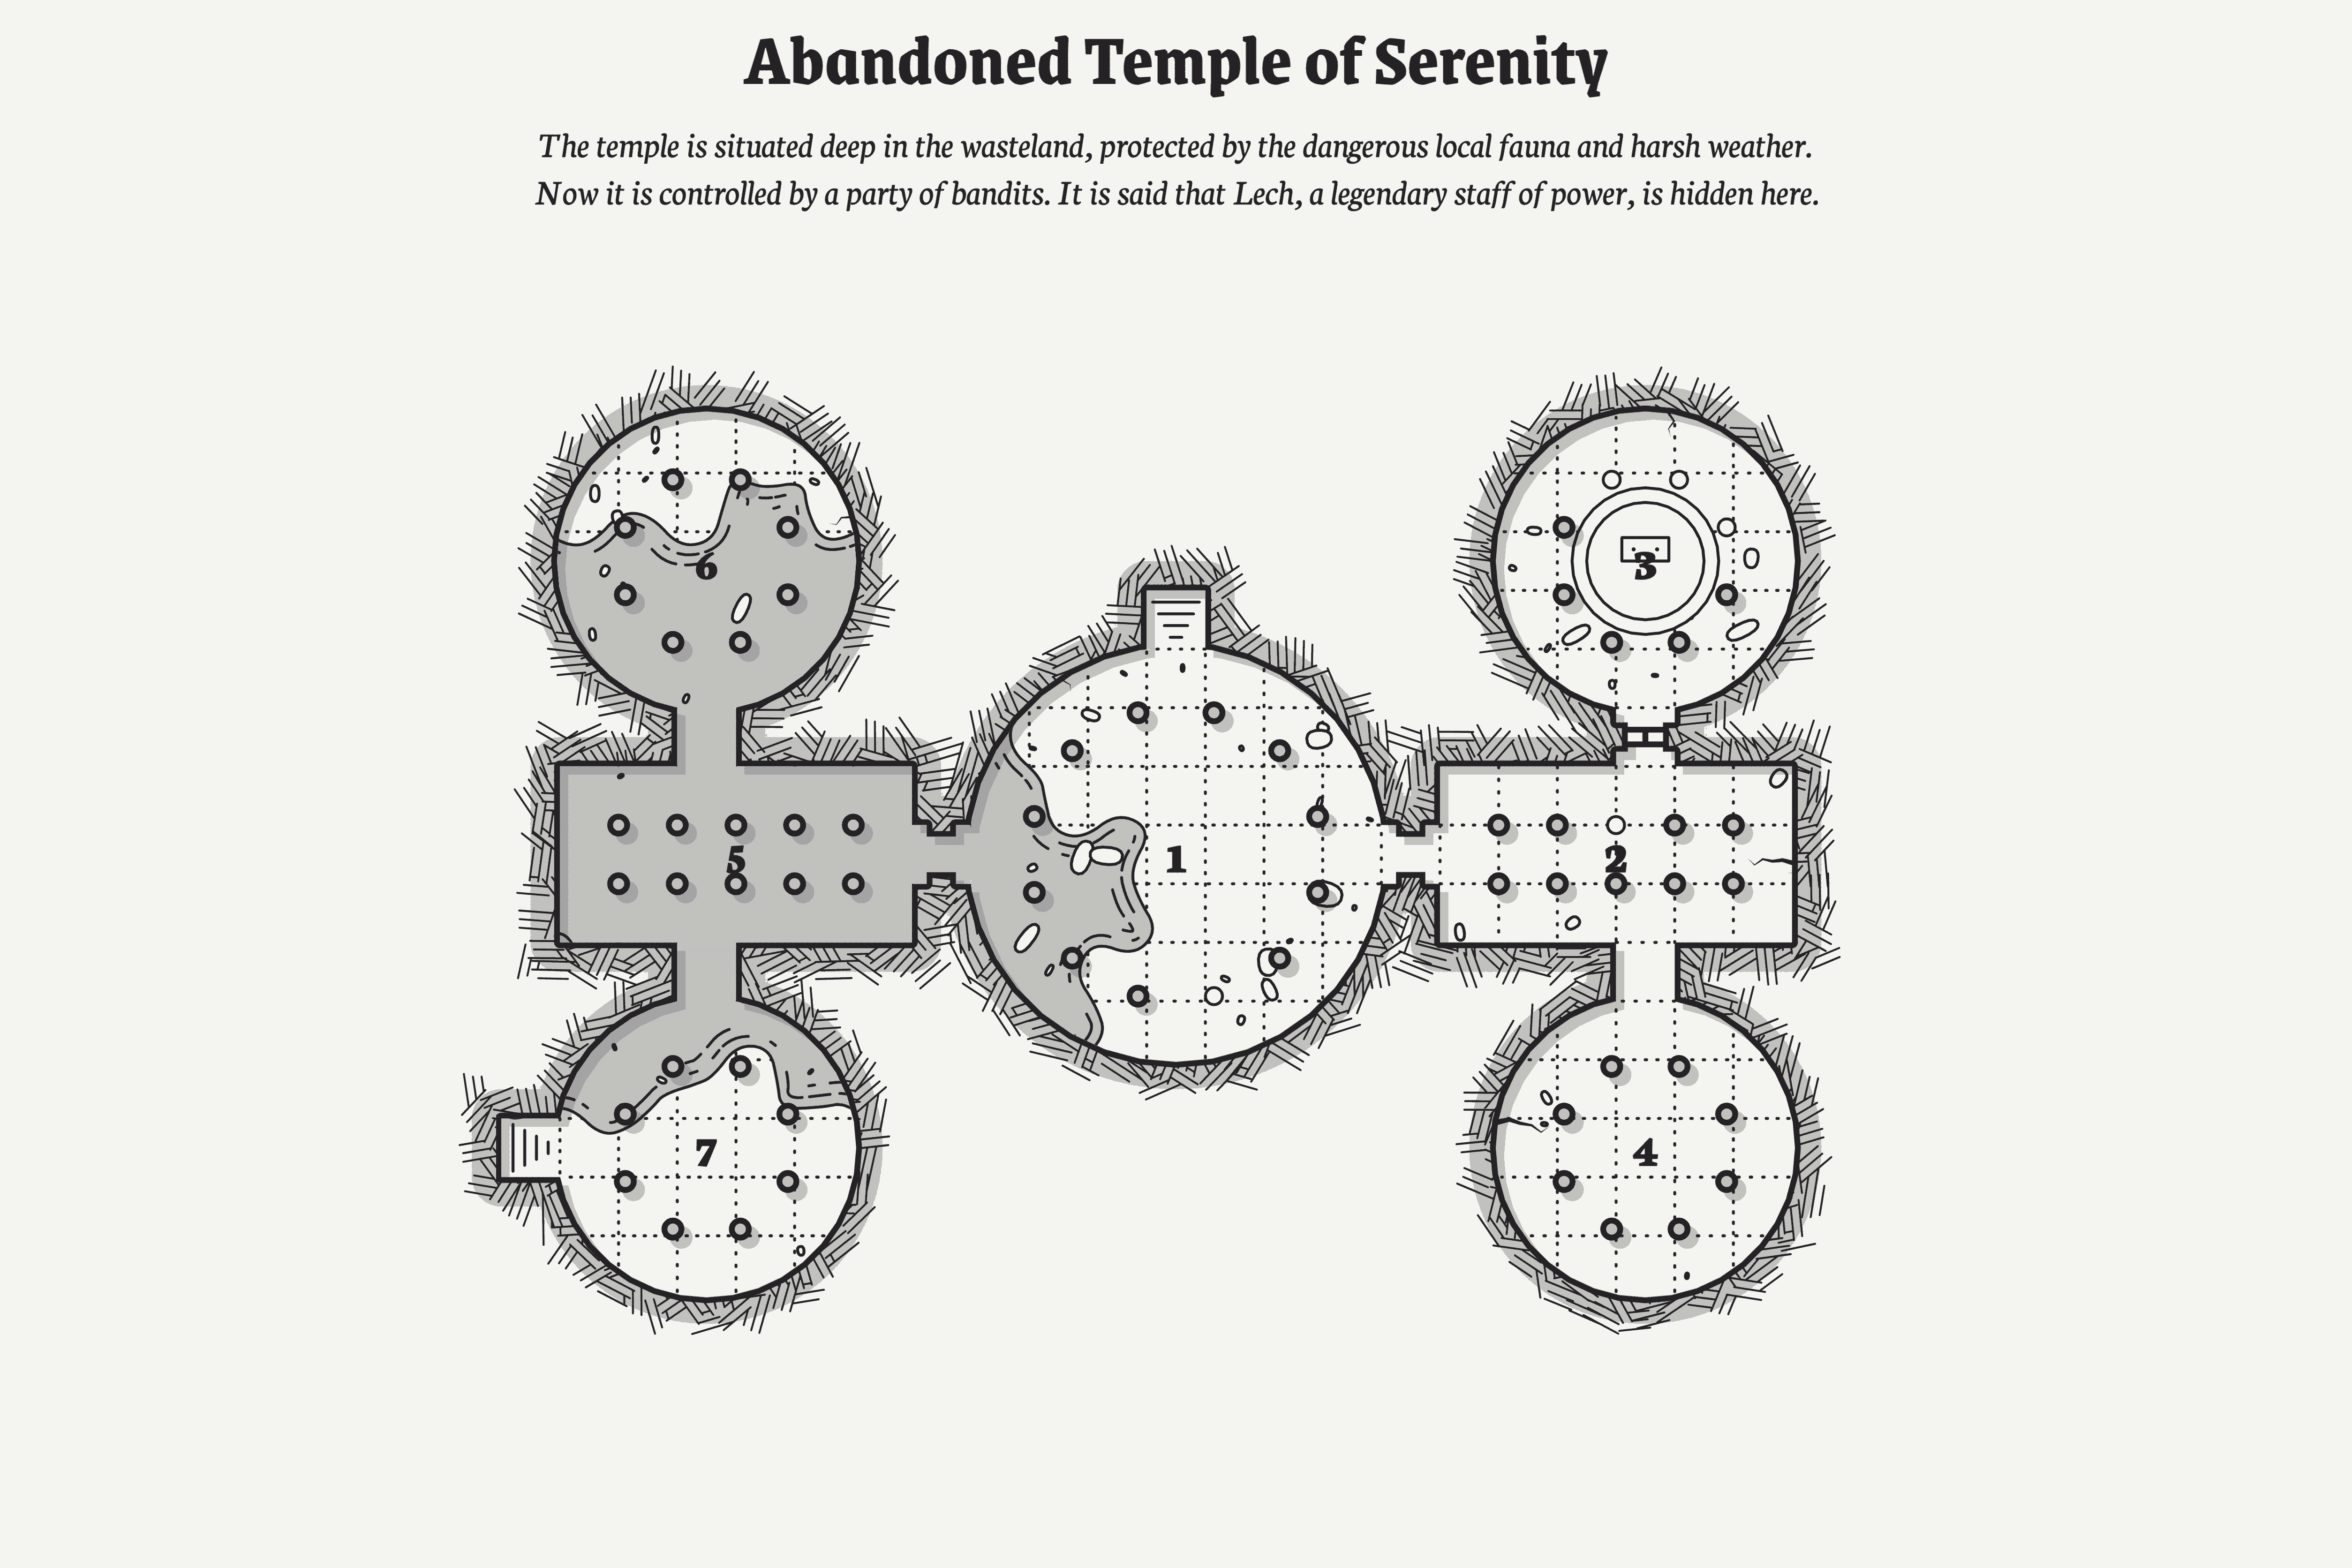 Abandoned Temple of Serenity
The temple is situated deep in the wasteland, protected by the dangerous local fauna and harsh weather.
Now it is controlled by a party of bandits. It is said that Lech, a legendary staff of power, is hidden here.
6
3
5
1
2
7
4